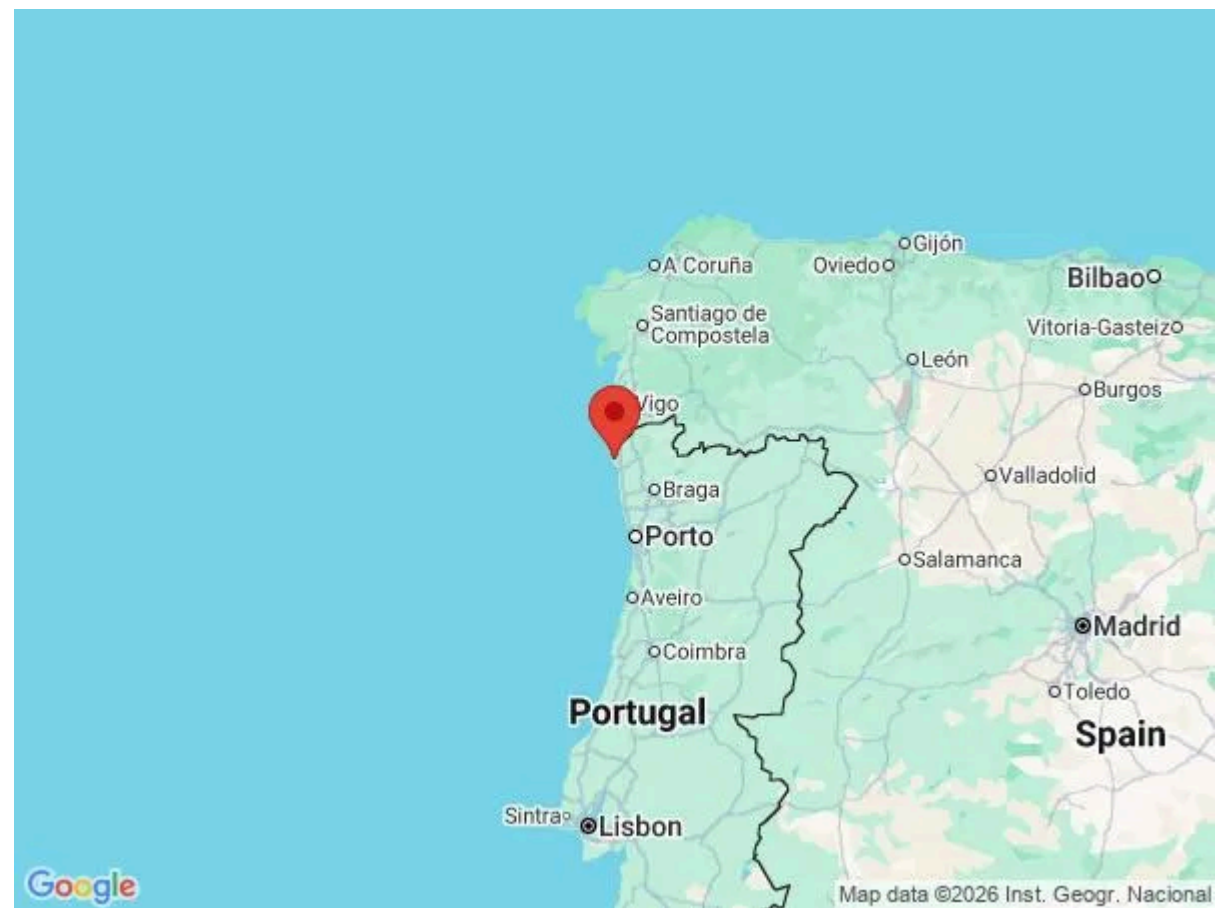 Gijón
A Coruña
Oviedo
Bilbao
Santiago de
Compostela
Vitoria-Gasteiz
León
Burgos
Vigo
Valladolid
Braga
Porto
Salamanca
Aveiro
Madrid
Coimbra
Toledo
Portugal
Spain
Sintra
Lisbon
Google
Map data ©2026 Inst. Geogr. Nacional